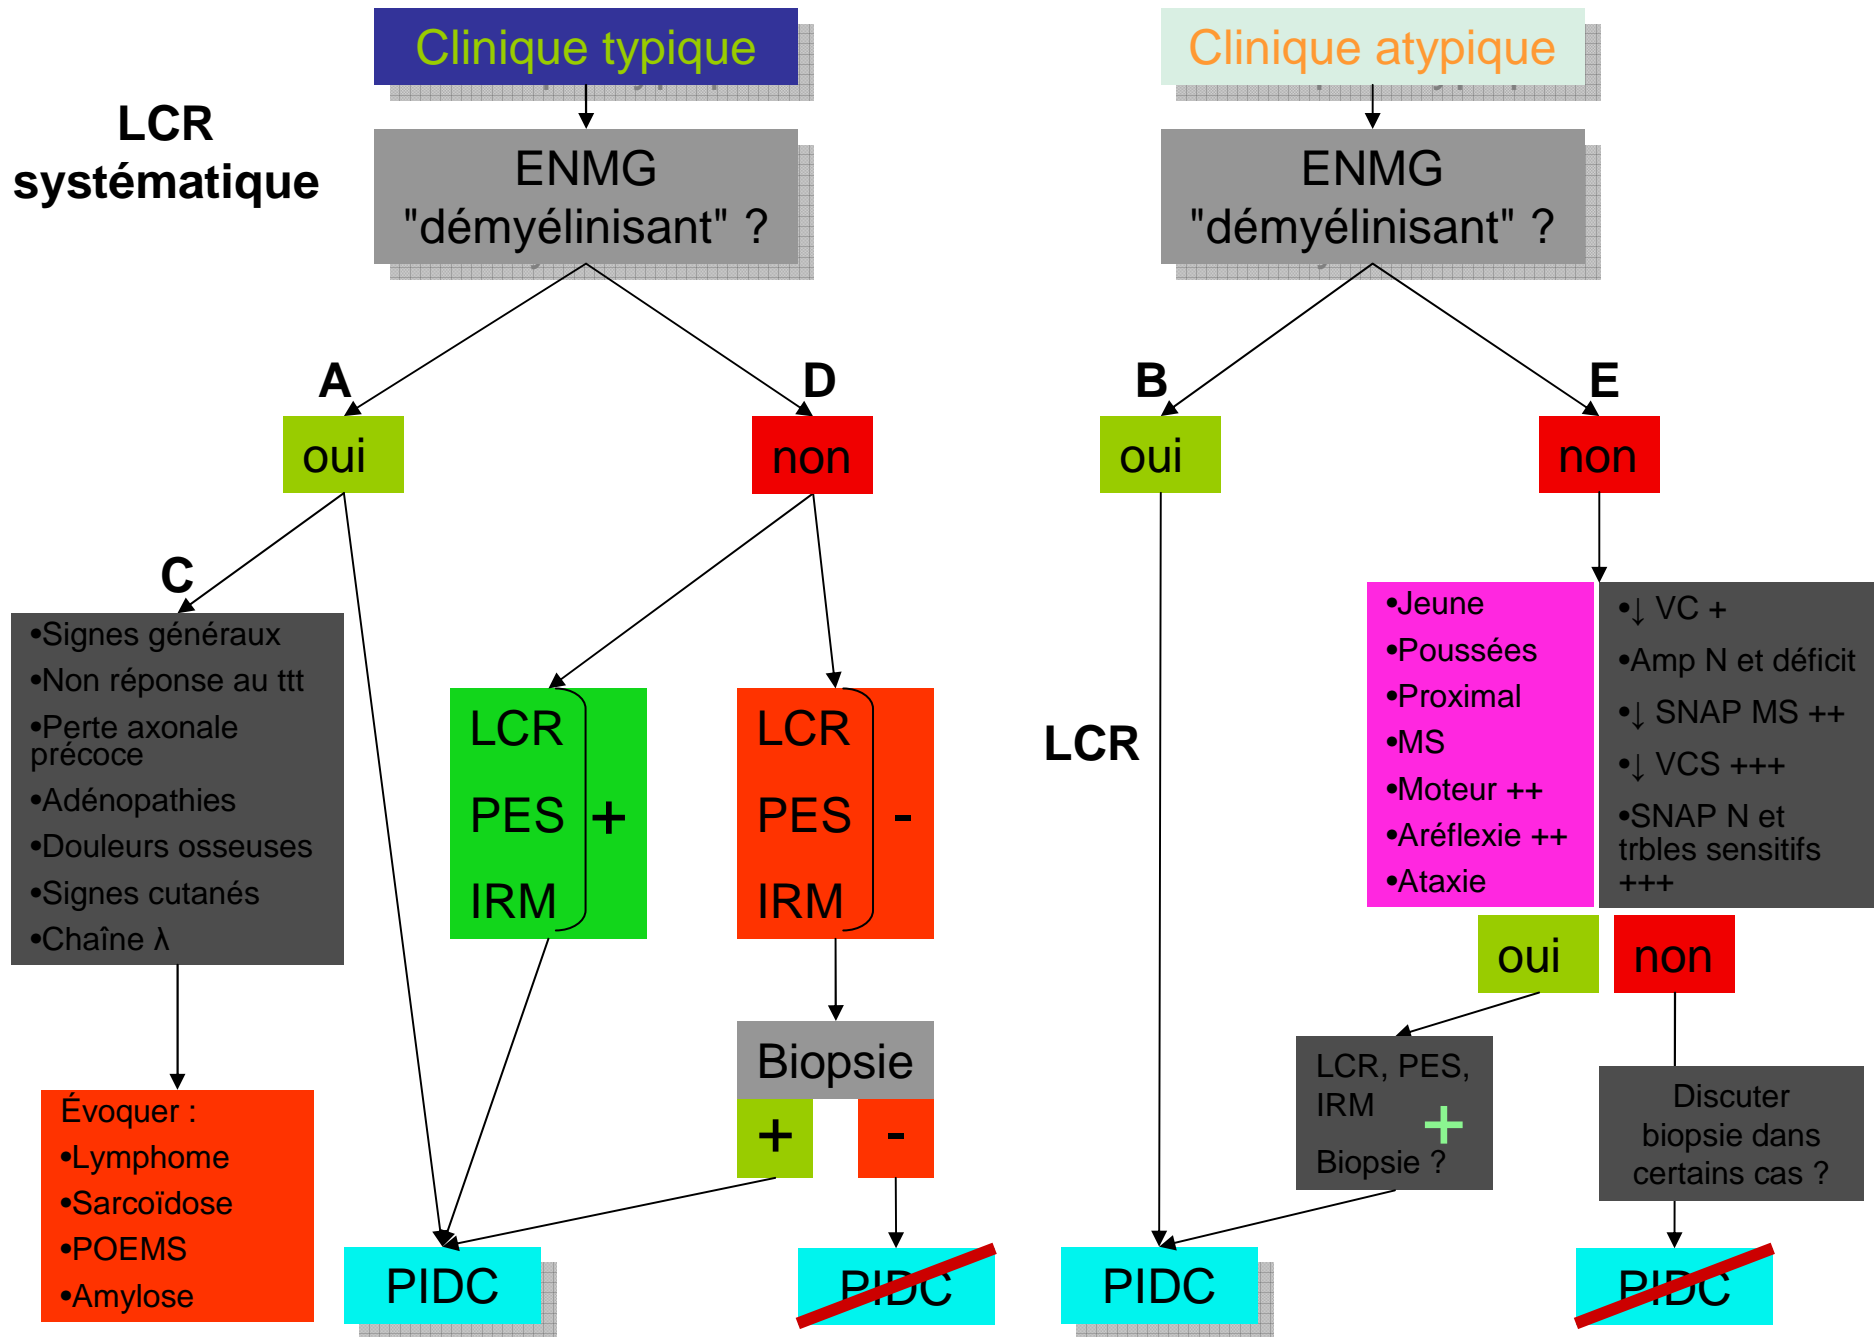 Clinique typique
Clinique atypique
LCR
systématique
ENMG
"démyélinisant" ?
ENMG
"démyélinisant" ?
A
D
B
E
oui
non
oui
non
C
•Signes généraux
•Non réponse au ttt
•Perte axonale
précoce
•Adénopathies
•Douleurs osseuses
•Signes cutanés
•Chaîne λ
LCR
PES
IRM
+
LCR
PES
IRM
-
LCR
•Jeune
•Poussées
•Proximal
•MS
•Moteur ++
•Aréflexie ++
•Ataxie
•↓ VC +
•Amp N et déficit
•↓ SNAP MS ++
•↓ VCS +++
•SNAP N et
trbles sensitifs
+++
oui
non
Biopsie
+
-
LCR, PES,
IRM
+
Biopsie ?
Discuter
biopsie dans
certains cas ?
Évoquer :
•Lymphome
•Sarcoïdose
•POEMS
•Amylose
PIDC
PIDC
PIDC
PIDC